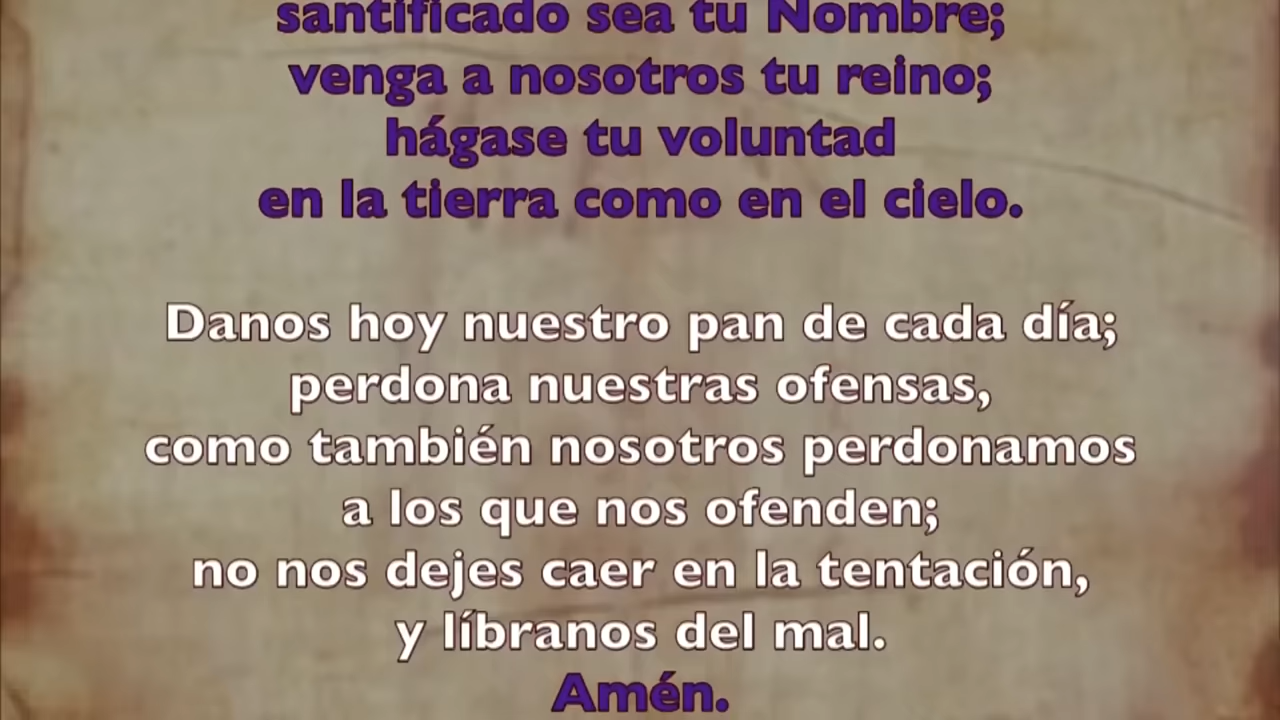 santificado sea tu Nombre;
venga a nosotros tu reino;
hágase tu voluntad
en la tierra como en el cielo.
Danos hoy nuestro pan de cada día;
perdona nuestras ofensas,
como también nosotros perdonamos
a los que nos ofenden;
no nos dejes caer en la tentación,
y líbranos del mal.
Amén.